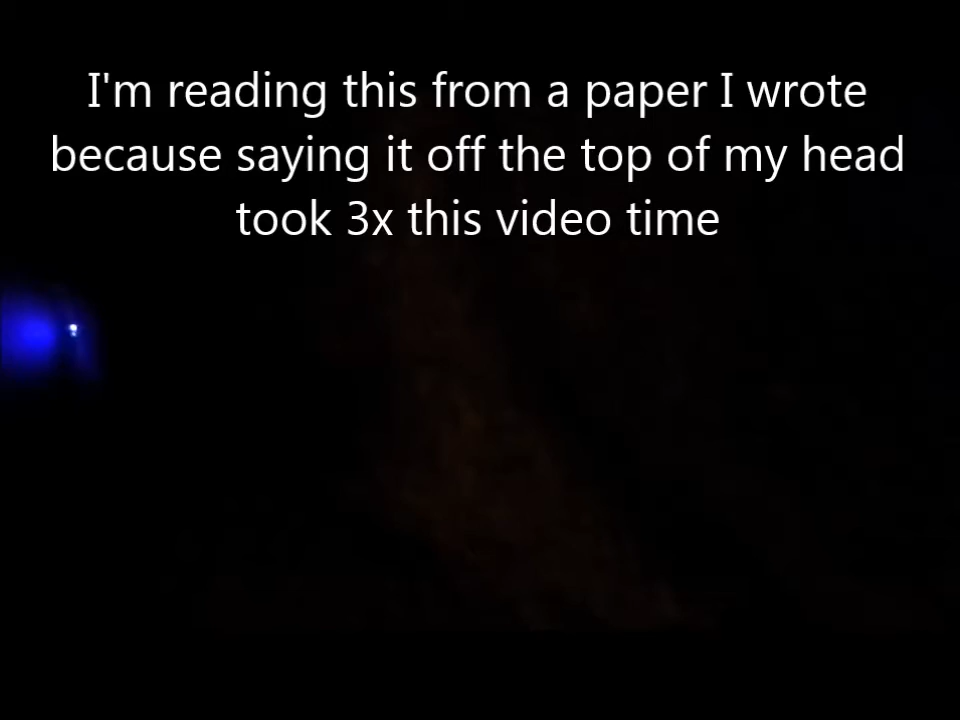 I'm reading this from a paper I wrote
because saying it off the top of my head
took 3x this video time